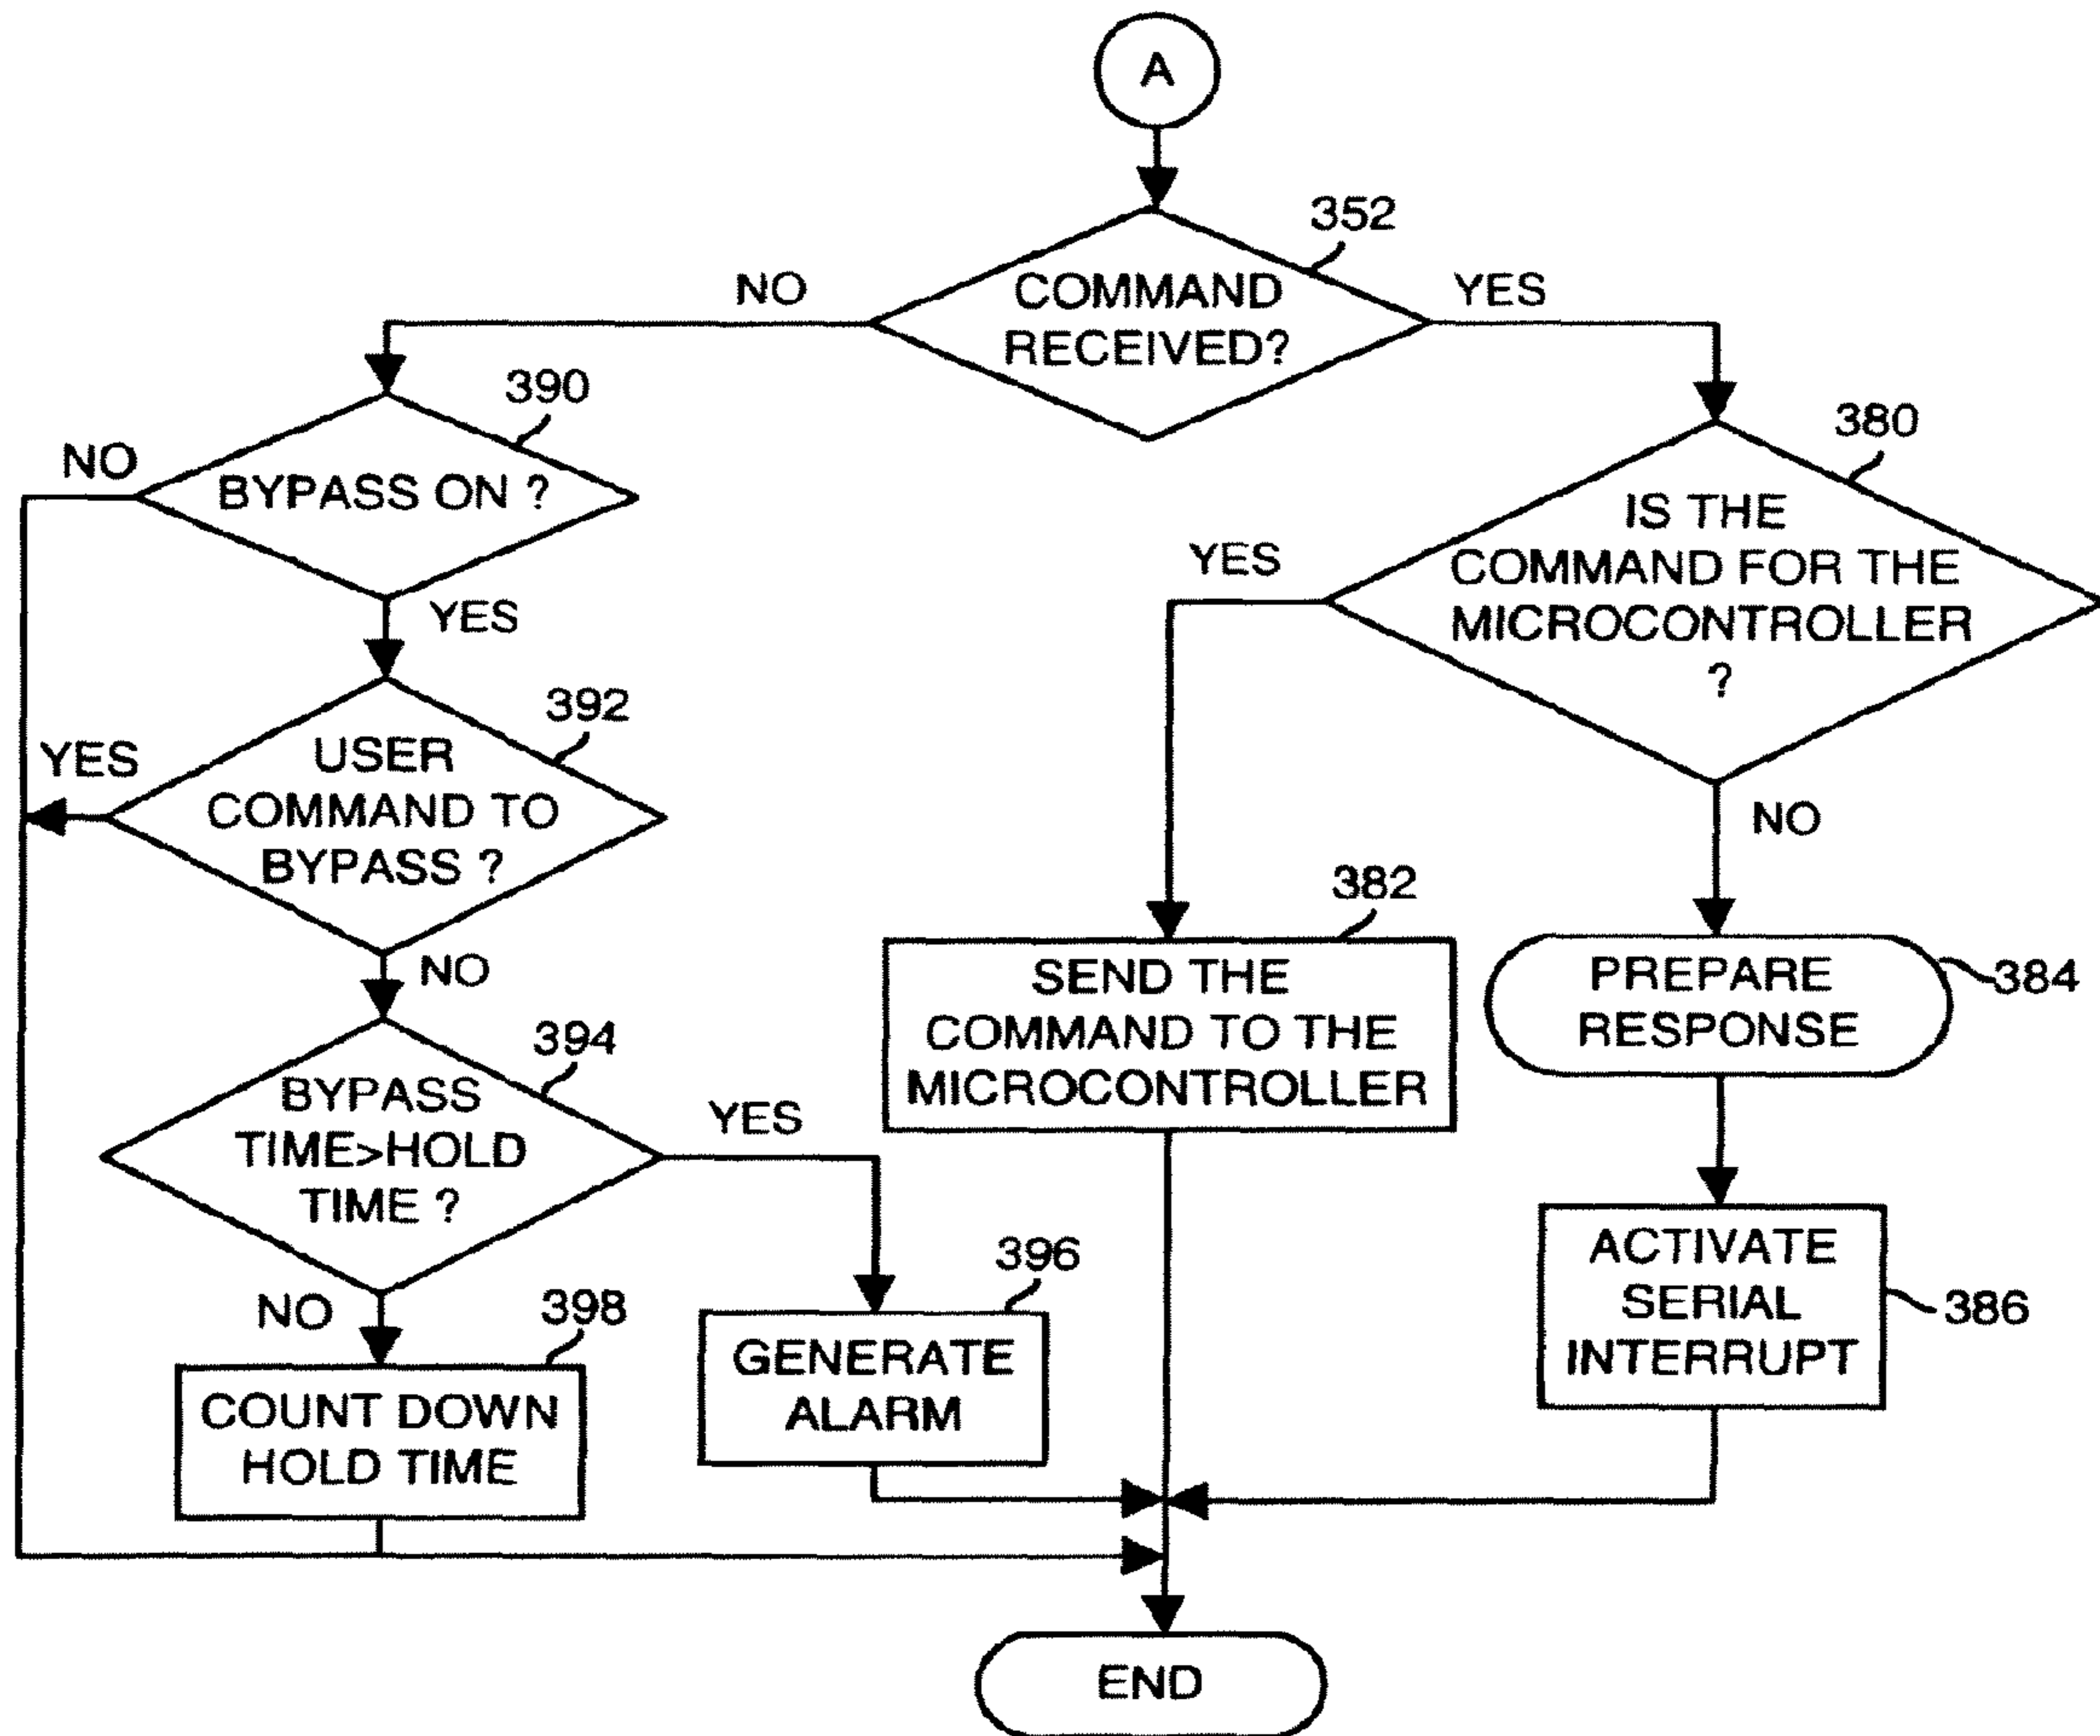 A
352
COMMAND
RECEIVED?
NO
YES
390
BYPASS ON ?
NO
YES
380
IS THE
COMMAND FOR THE
MICROCONTROLLER
?
YES
NO
392
USER
COMMAND TO
BYPASS ?
YES
NO
382
SEND THE
COMMAND TO THE
MICROCONTROLLER
384
PREPARE
RESPONSE
394
BYPASS
TIME>HOLD
TIME ?
YES
NO
386
ACTIVATE
SERIAL
INTERRUPT
396
GENERATE
ALARM
398
COUNT DOWN
HOLD TIME
END